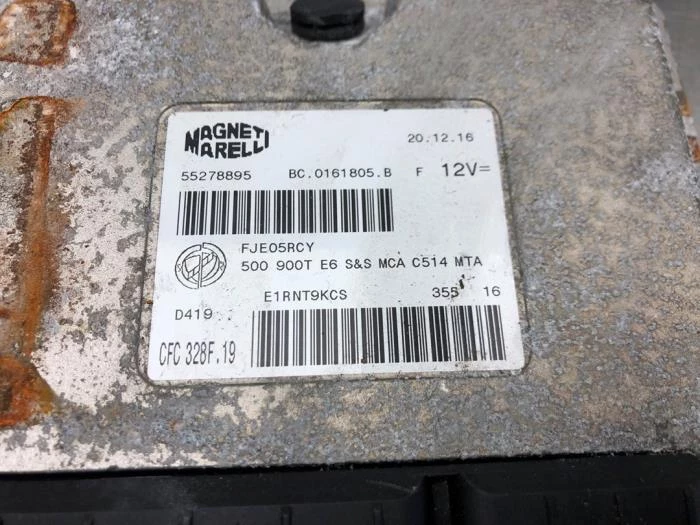 MAGNETI
MARELLI
20.12.16
55278895 BC.0161805.B F 12V=
FJE05RCY
500 900T E6 S&S MCA C514 MTA
E1RNT9KCS 355 16
D419
CFC 328F.19